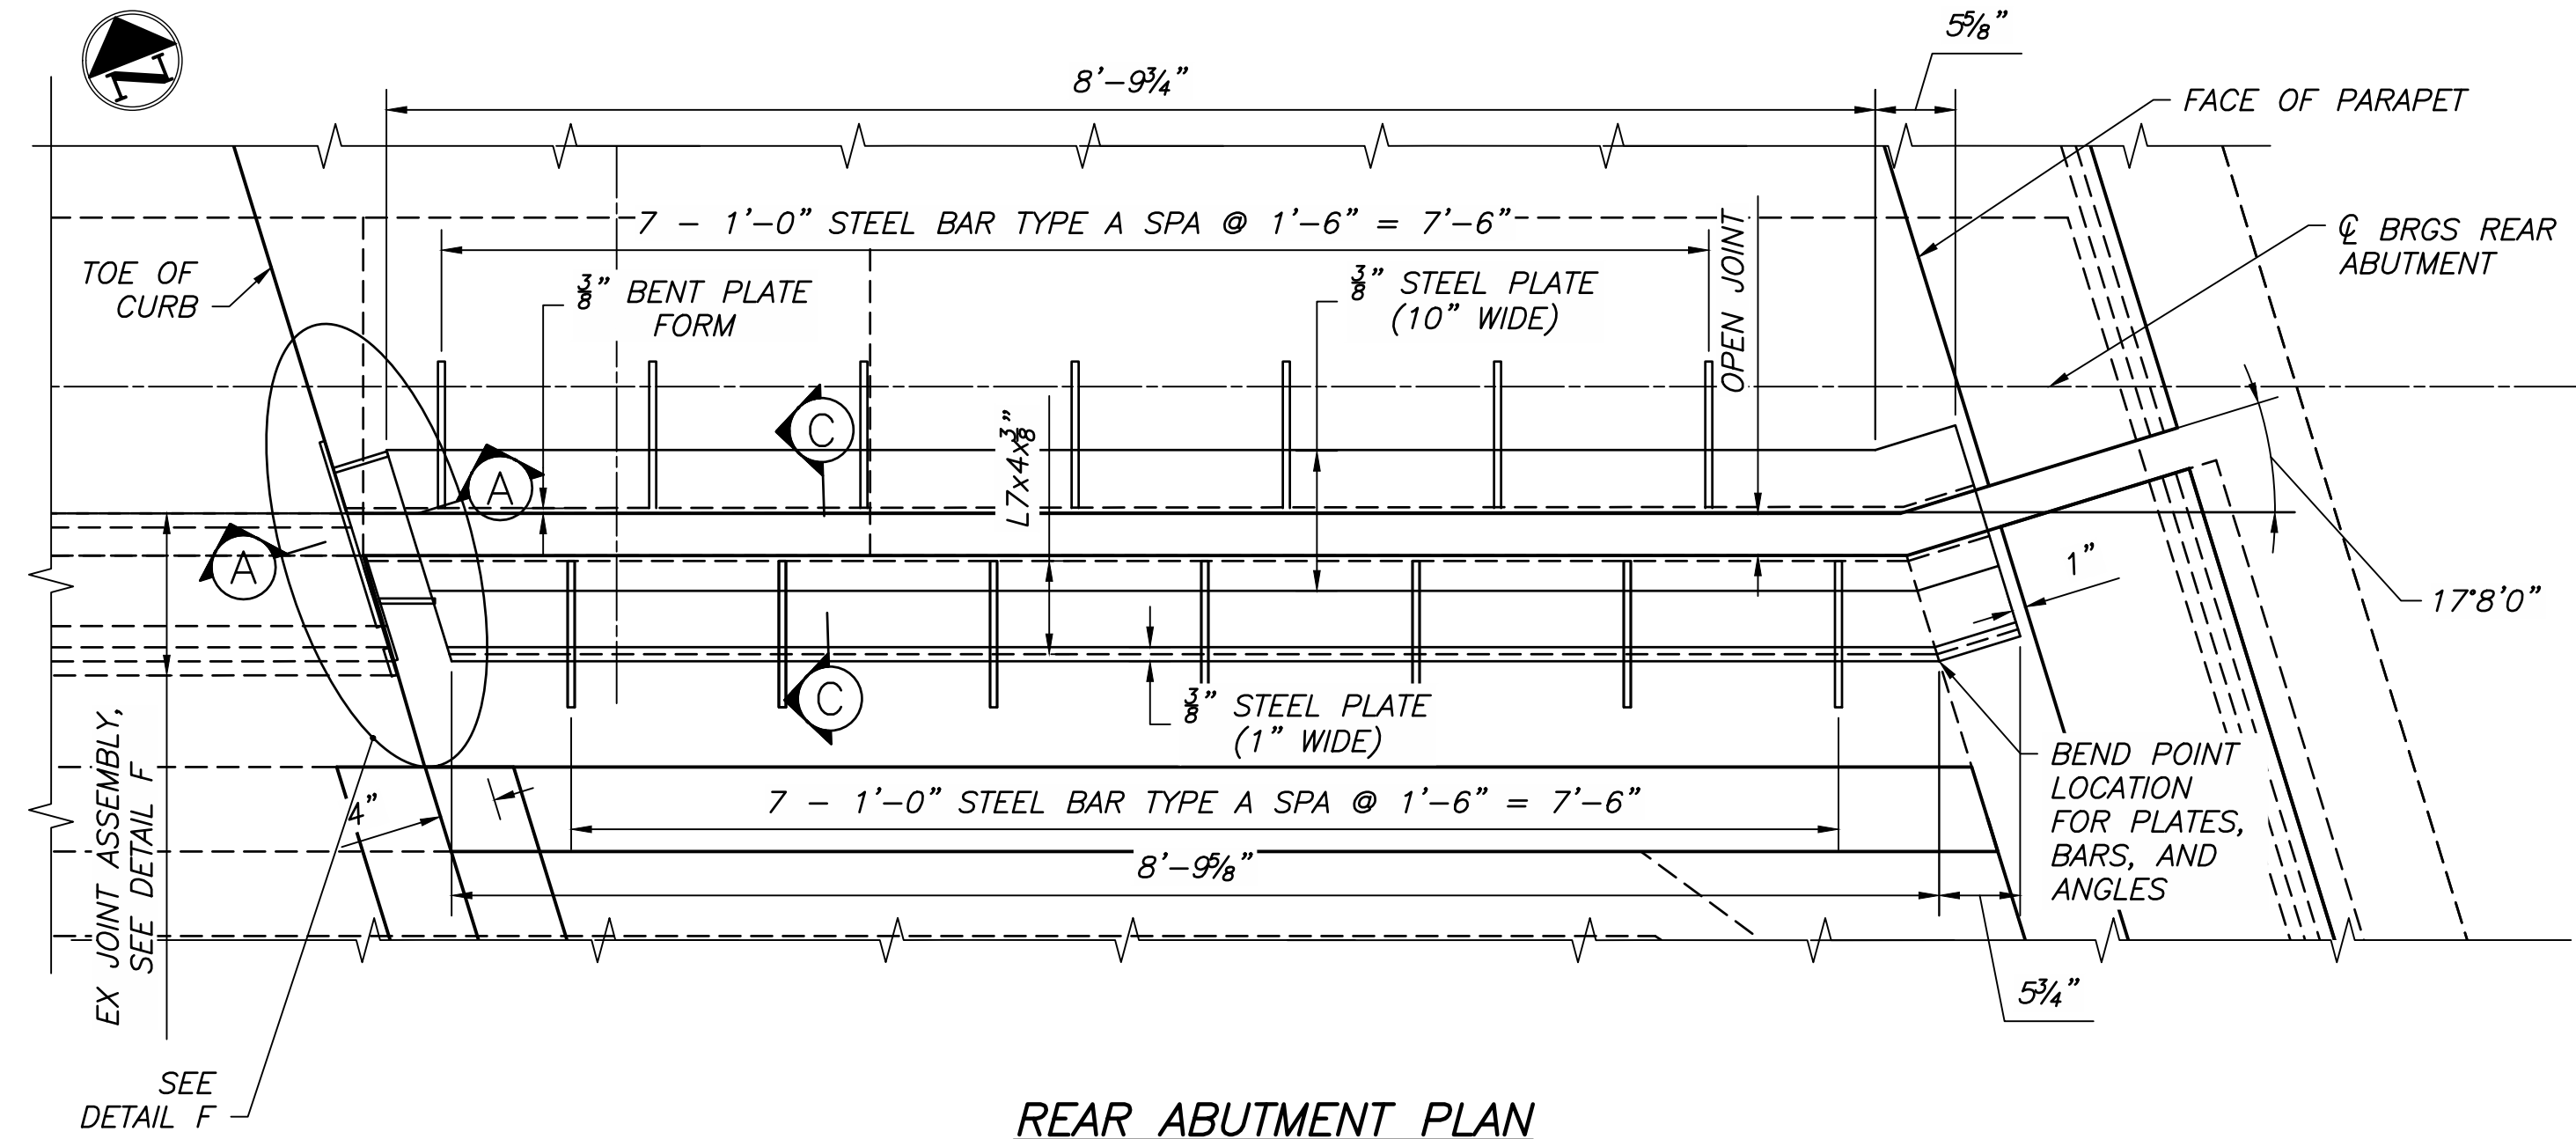 N
5⅝”
8’–9¾”
FACE OF PARAPET
7 – 1’–0” STEEL BAR TYPE A SPA @ 1’–6” = 7’–6”
℄ BRGS REAR
ABUTMENT
TOE OF
CURB
⅜” BENT PLATE
FORM
⅜” STEEL PLATE
(10” WIDE)
OPEN JOINT
L7x4x⅜”
C
A
A
1”
17°8’0”
C
⅜” STEEL PLATE
(1” WIDE)
BEND POINT
LOCATION
FOR PLATES,
BARS, AND
ANGLES
4”
7 – 1’–0” STEEL BAR TYPE A SPA @ 1’–6” = 7’–6”
8’–9⅝”
EX JOINT ASSEMBLY,
SEE DETAIL F
5¾”
SEE
DETAIL F
REAR ABUTMENT PLAN